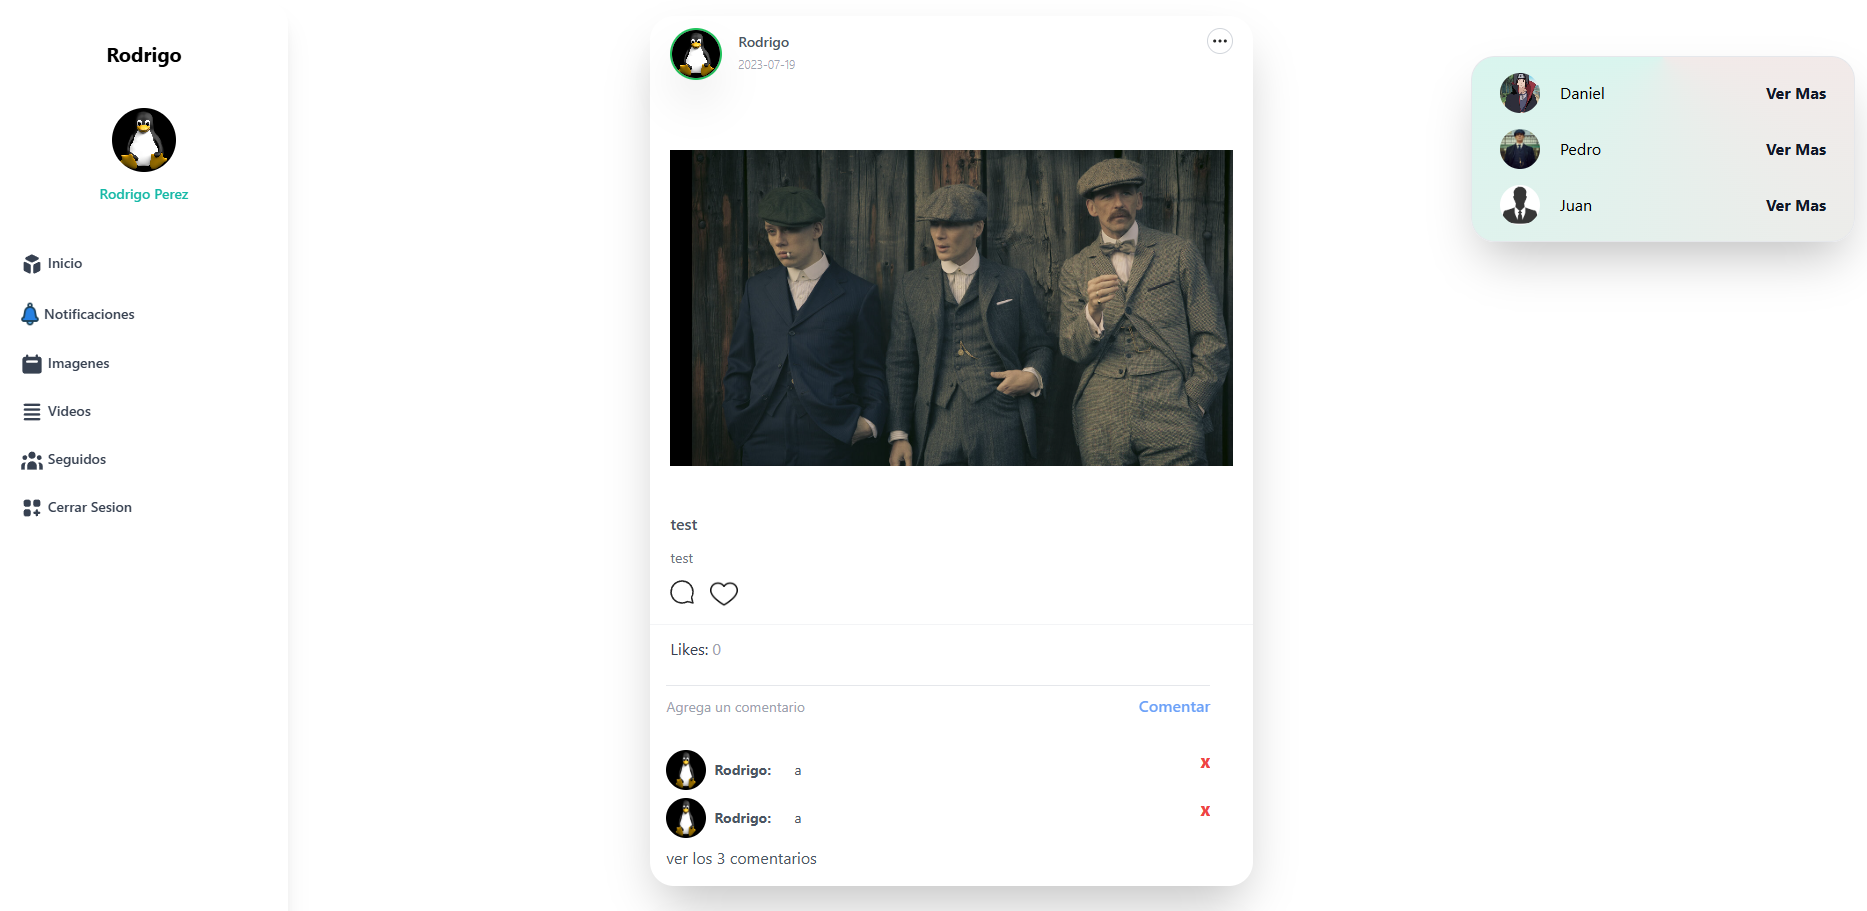 Rodrigo
Rodrigo Perez
Inicio
Notificaciones
Imagenes
Videos
Seguidos
Cerrar Sesion
Rodrigo
2023-07-19
test
test
Likes: 0
Agrega un comentario Comentar
Rodrigo: a X
Rodrigo: a X
ver los 3 comentarios
Daniel Ver Mas
Pedro Ver Mas
Juan Ver Mas